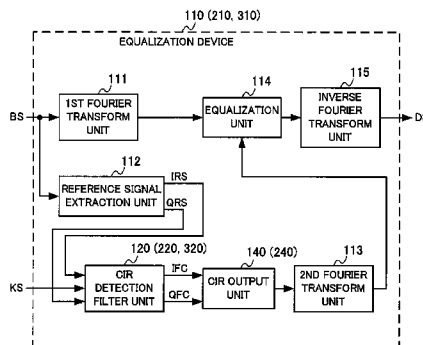 110 (210, 310)
EQUALIZATION DEVICE
111
114
115
BS
1ST FOURIER
TRANSFORM
UNIT
EQUALIZATION
UNIT
INVERSE
FOURIER
TRANSFORM
UNIT
112
REFERENCE SIGNAL
EXTRACTION UNIT
IRS
QRS
120 (220, 320)
140 (240)
113
KS
CIR
DETECTION
FILTER UNIT
IFC
QFC
CIR OUTPUT
UNIT
2ND FOURIER
TRANSFORM
UNIT